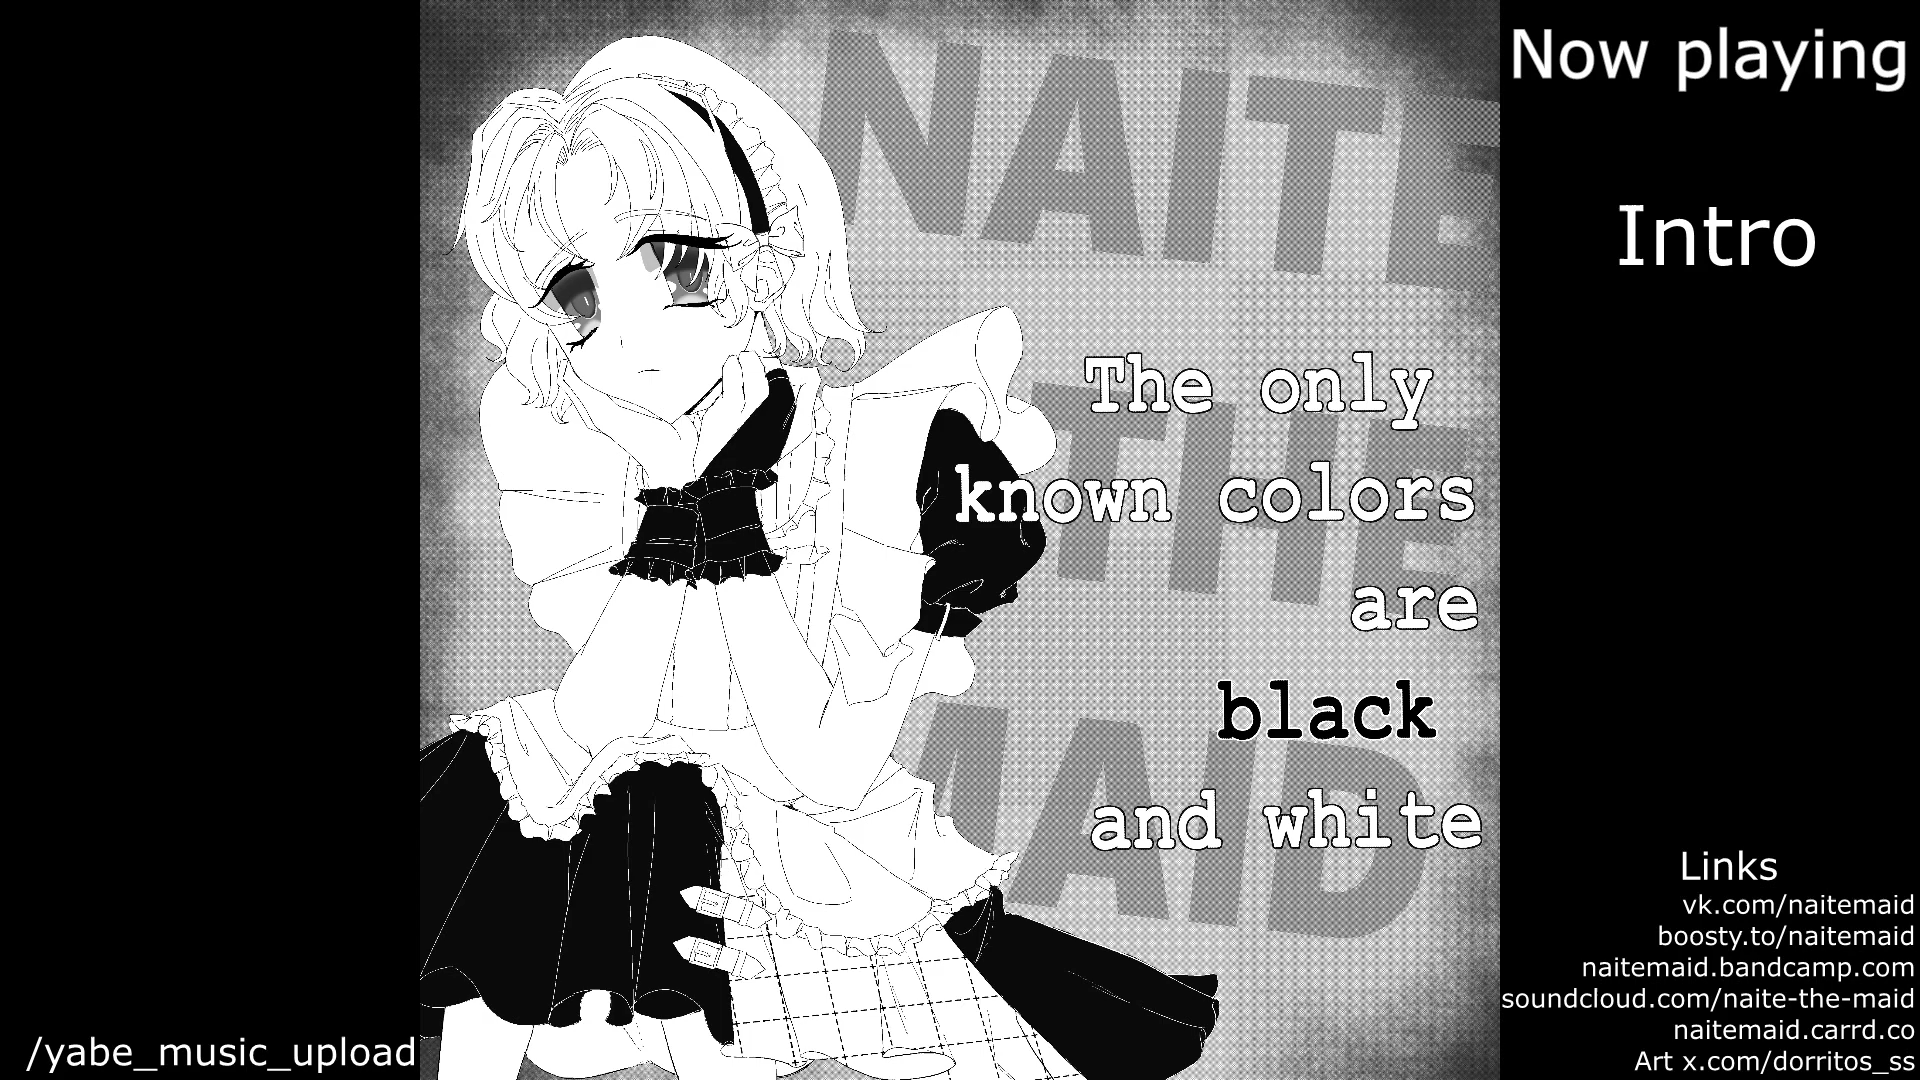 Now playing
Intro
NAITE
THE
MAID
The only
known colors
are
black
and white
Links
vk.com/naitemaid
boosty.to/naitemaid
naitemaid.bandcamp.com
soundcloud.com/naite-the-maid
naitemaid.carrd.co
Art x.com/dorritos_ss
/yabe_music_upload